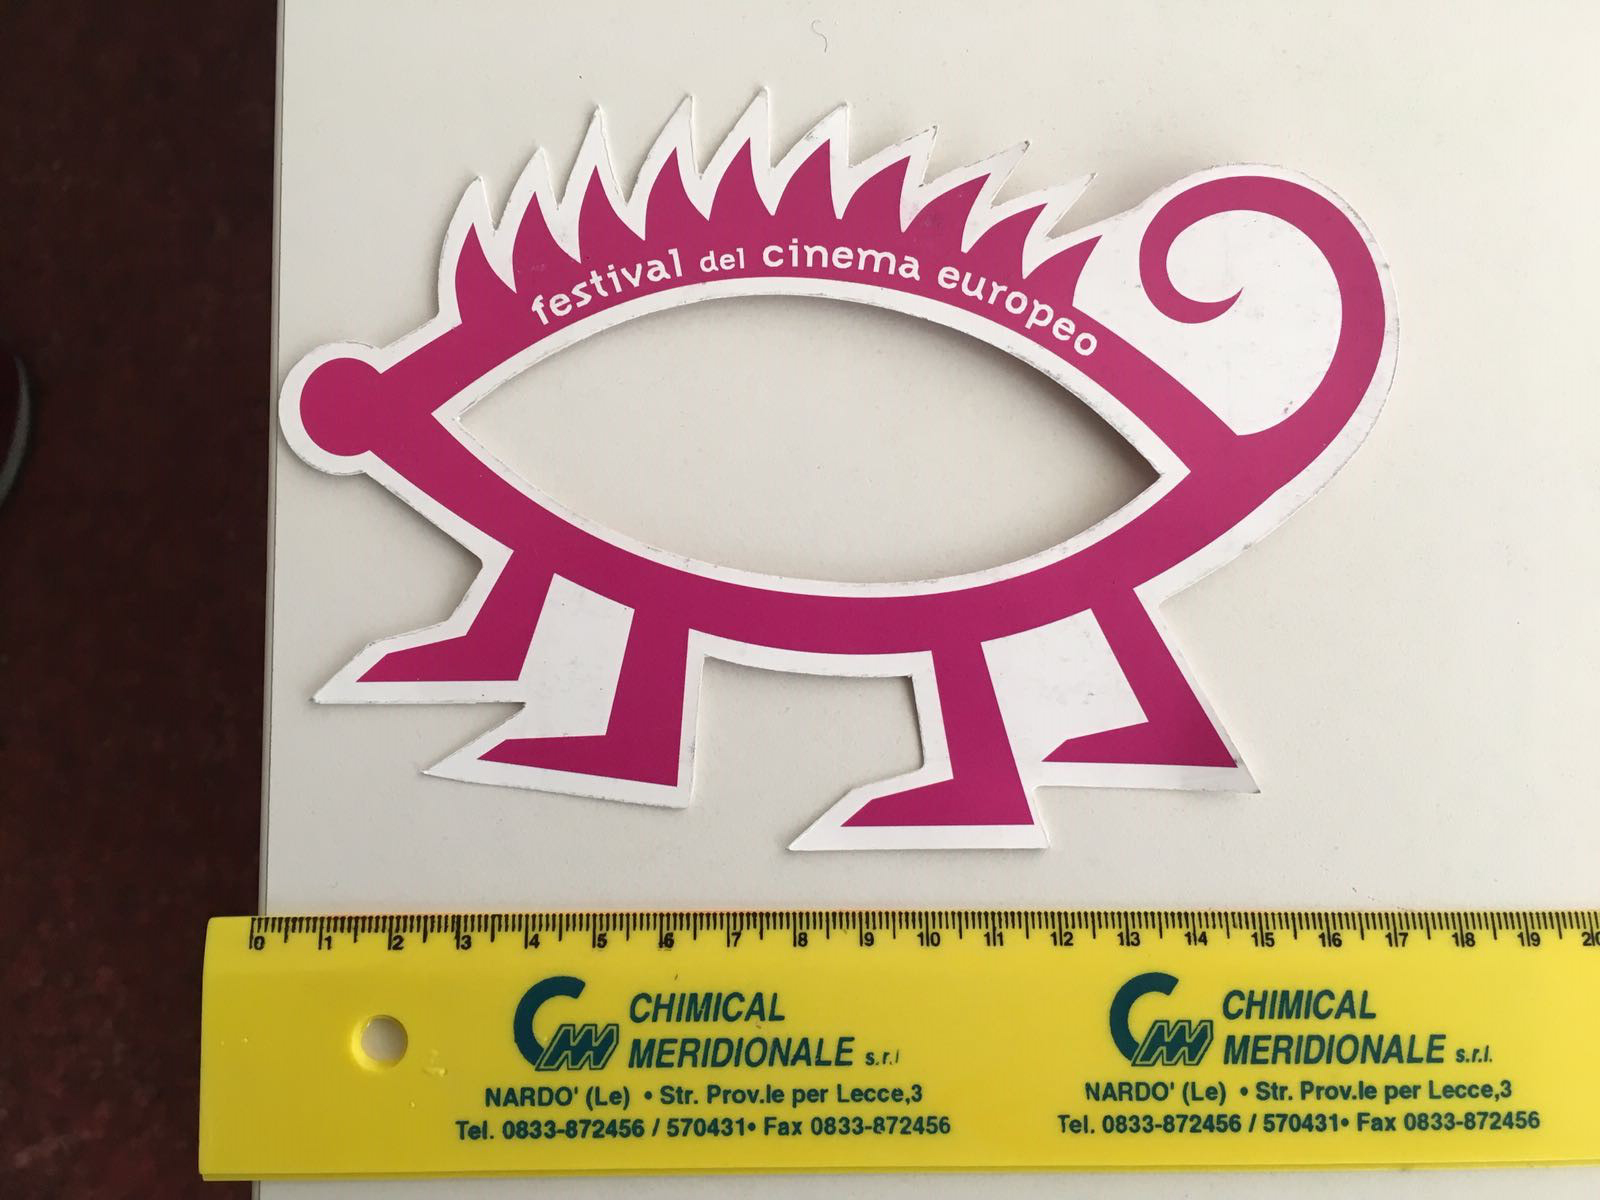 festival del cinema europeo
0 1 2 3 4 5 6 7 8 9 10 11 12 13 14 15 16 17 18 19 20
CHIMICAL
MERIDIONALE s.r.l
NARDO' (Le) • Str. Prov.le per Lecce,3
Tel. 0833-872456 / 570431• Fax 0833-872456
CHIMICAL
MERIDIONALE s.r.l.
NARDO' (Le) • Str. Prov.le per Lecce,3
Tel. 0833-872456 / 570431• Fax 0833-872456